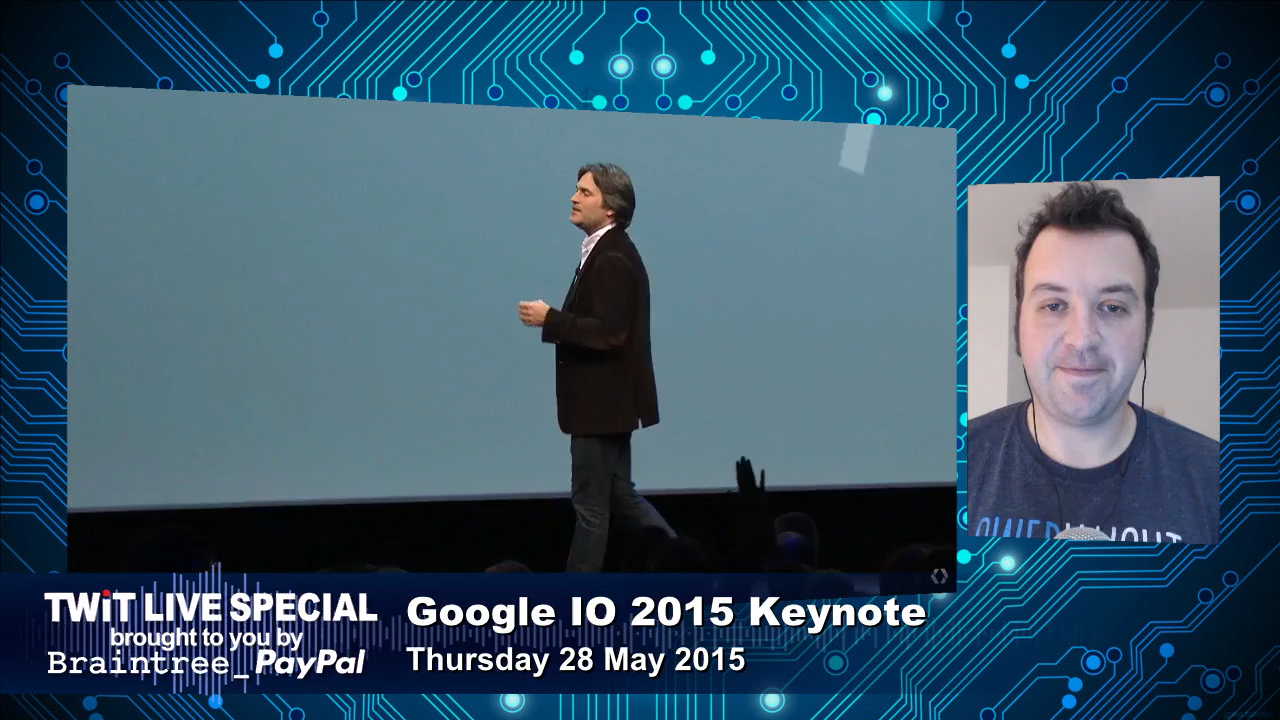 TWiT LIVE SPECIAL
brought to you by
Braintree_PayPal
Google IO 2015 Keynote
Thursday 28 May 2015